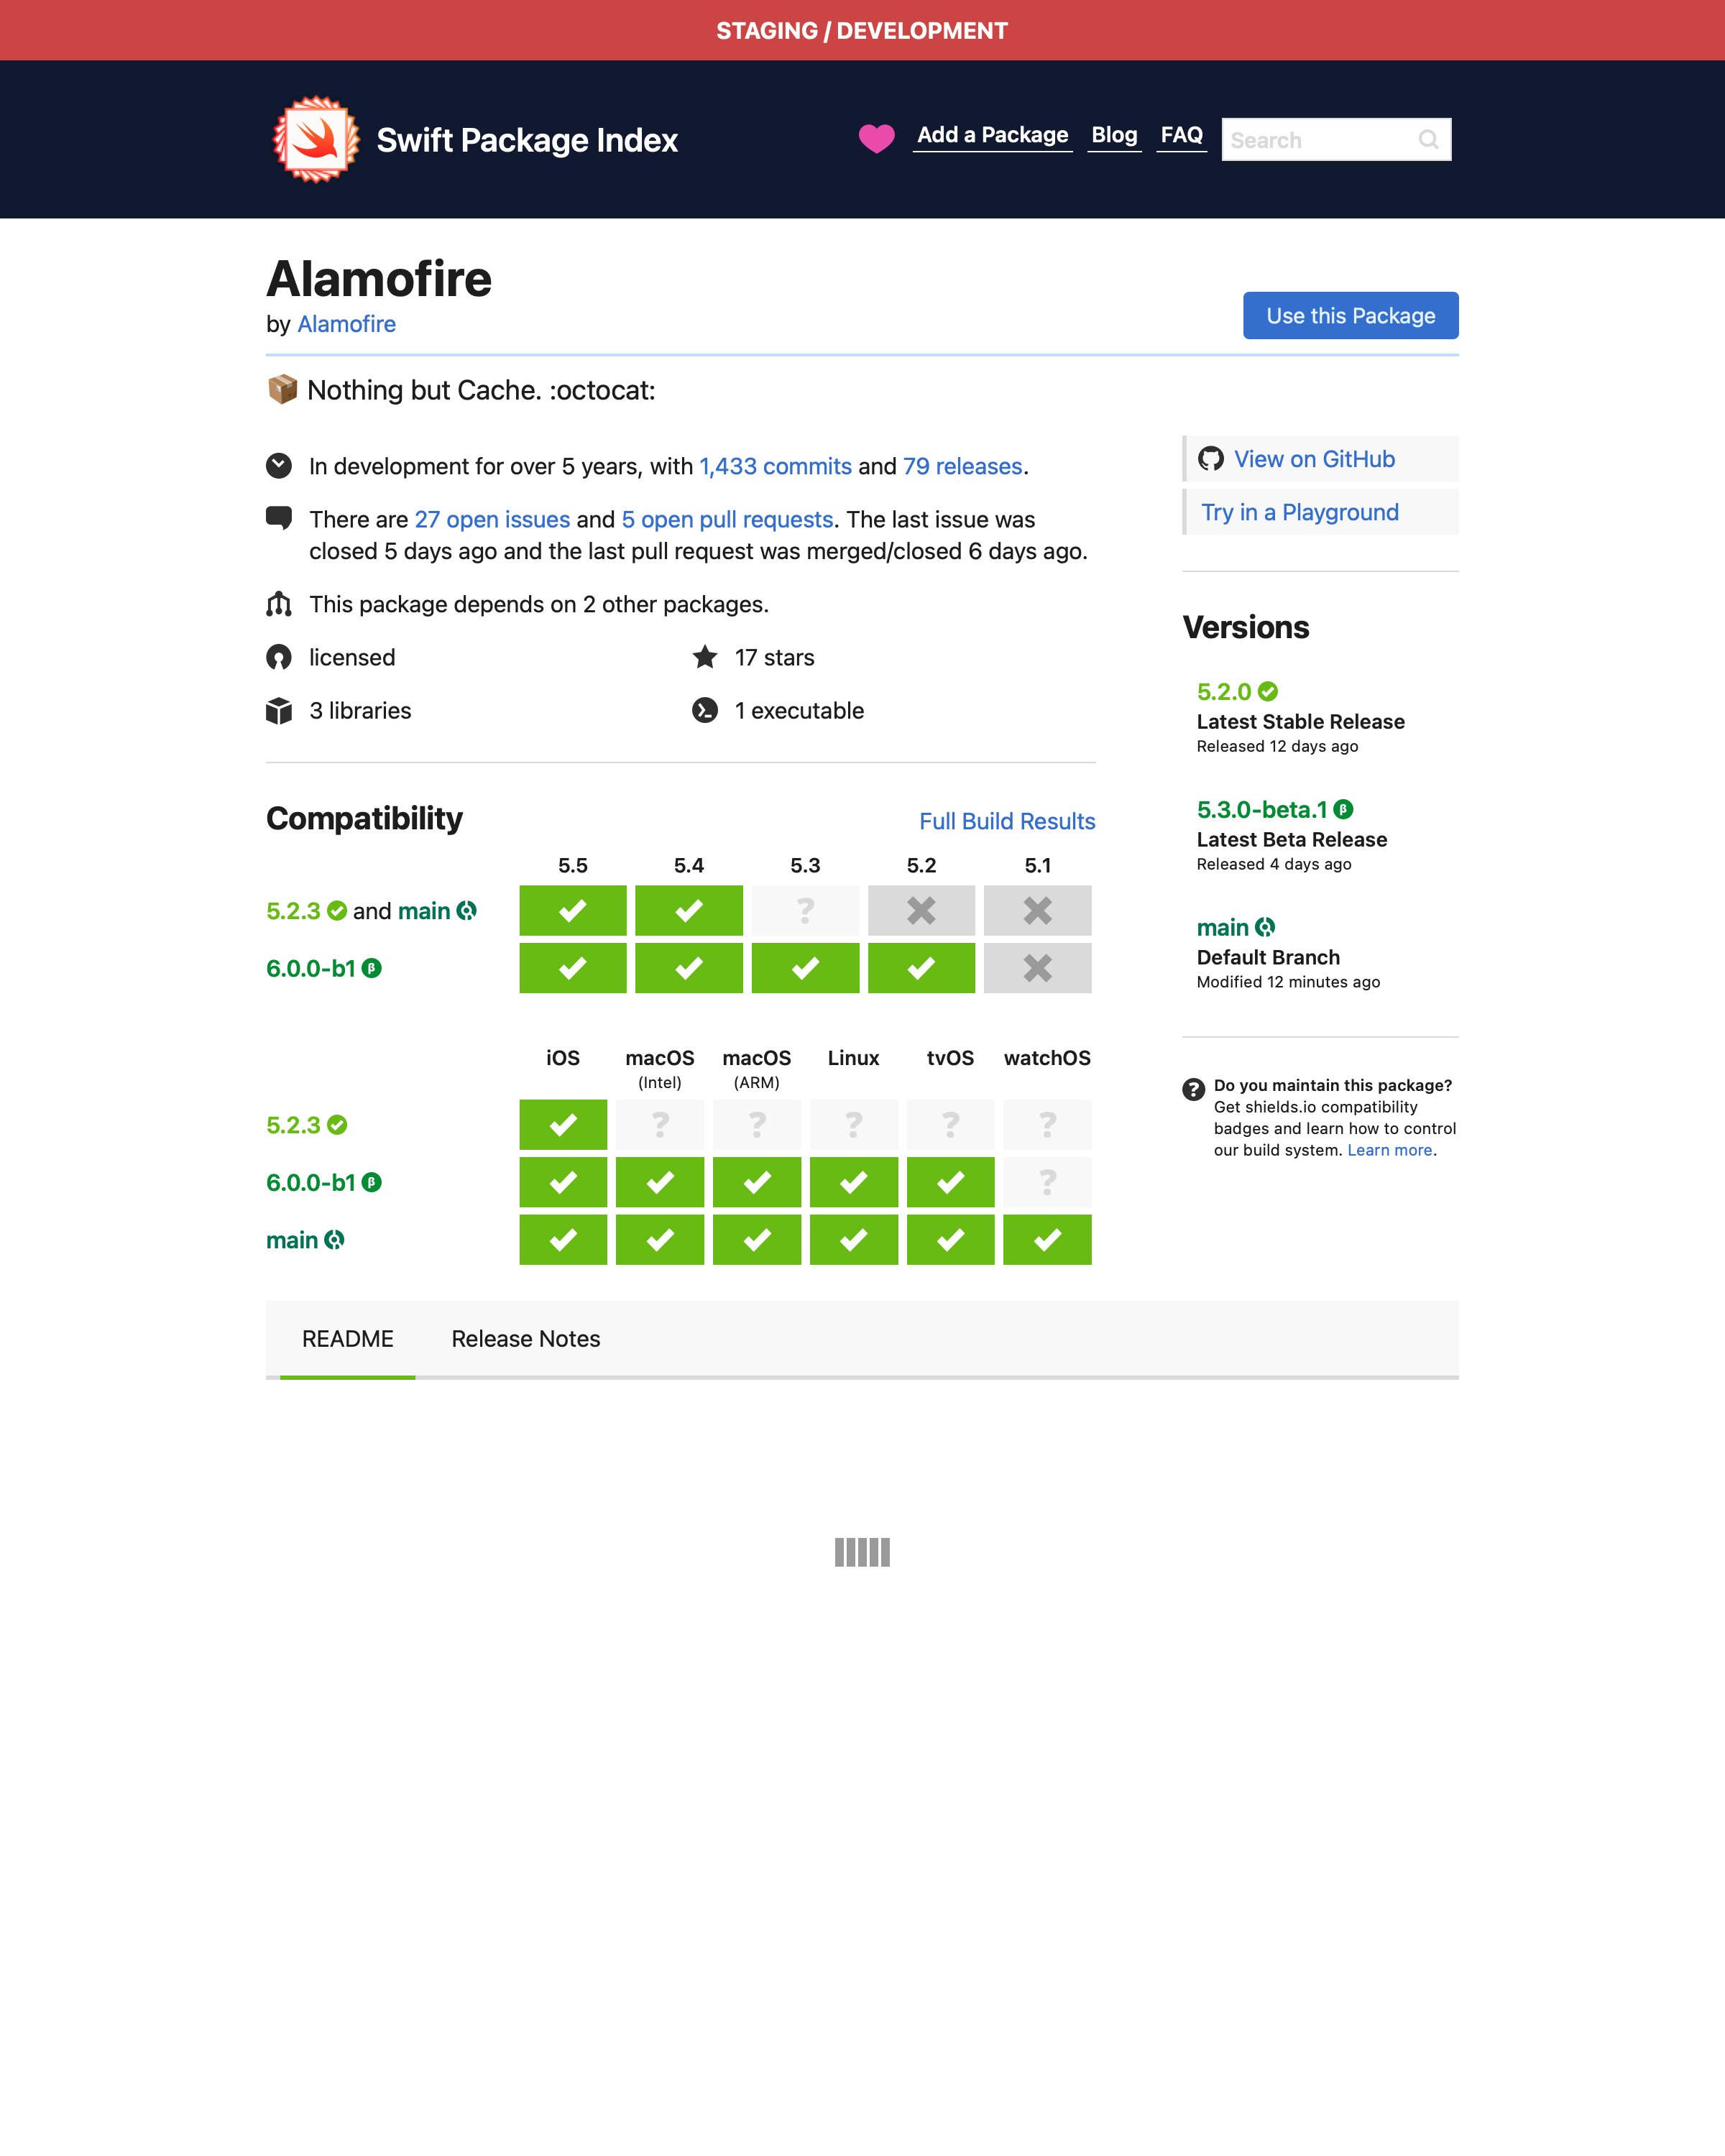 STAGING / DEVELOPMENT
Swift Package Index
Add a Package Blog FAQ Search
Alamofire
by Alamofire
Use this Package
📦 Nothing but Cache. :octocat:
In development for over 5 years, with 1,433 commits and 79 releases.
There are 27 open issues and 5 open pull requests. The last issue was
closed 5 days ago and the last pull request was merged/closed 6 days ago.
This package depends on 2 other packages.
licensed
17 stars
3 libraries
1 executable
View on GitHub
Try in a Playground
Versions
5.2.0
Latest Stable Release
Released 12 days ago
5.3.0-beta.1 β
Latest Beta Release
Released 4 days ago
main
Default Branch
Modified 12 minutes ago
Do you maintain this package?
Get shields.io compatibility
badges and learn how to control
our build system. Learn more.
Compatibility
Full Build Results
5.5 5.4 5.3 5.2 5.1
5.2.3 and main ?
6.0.0-b1 β
iOS macOS macOS Linux tvOS watchOS
(Intel) (ARM)
5.2.3 ? ? ? ? ?
6.0.0-b1 β ?
main
README Release Notes